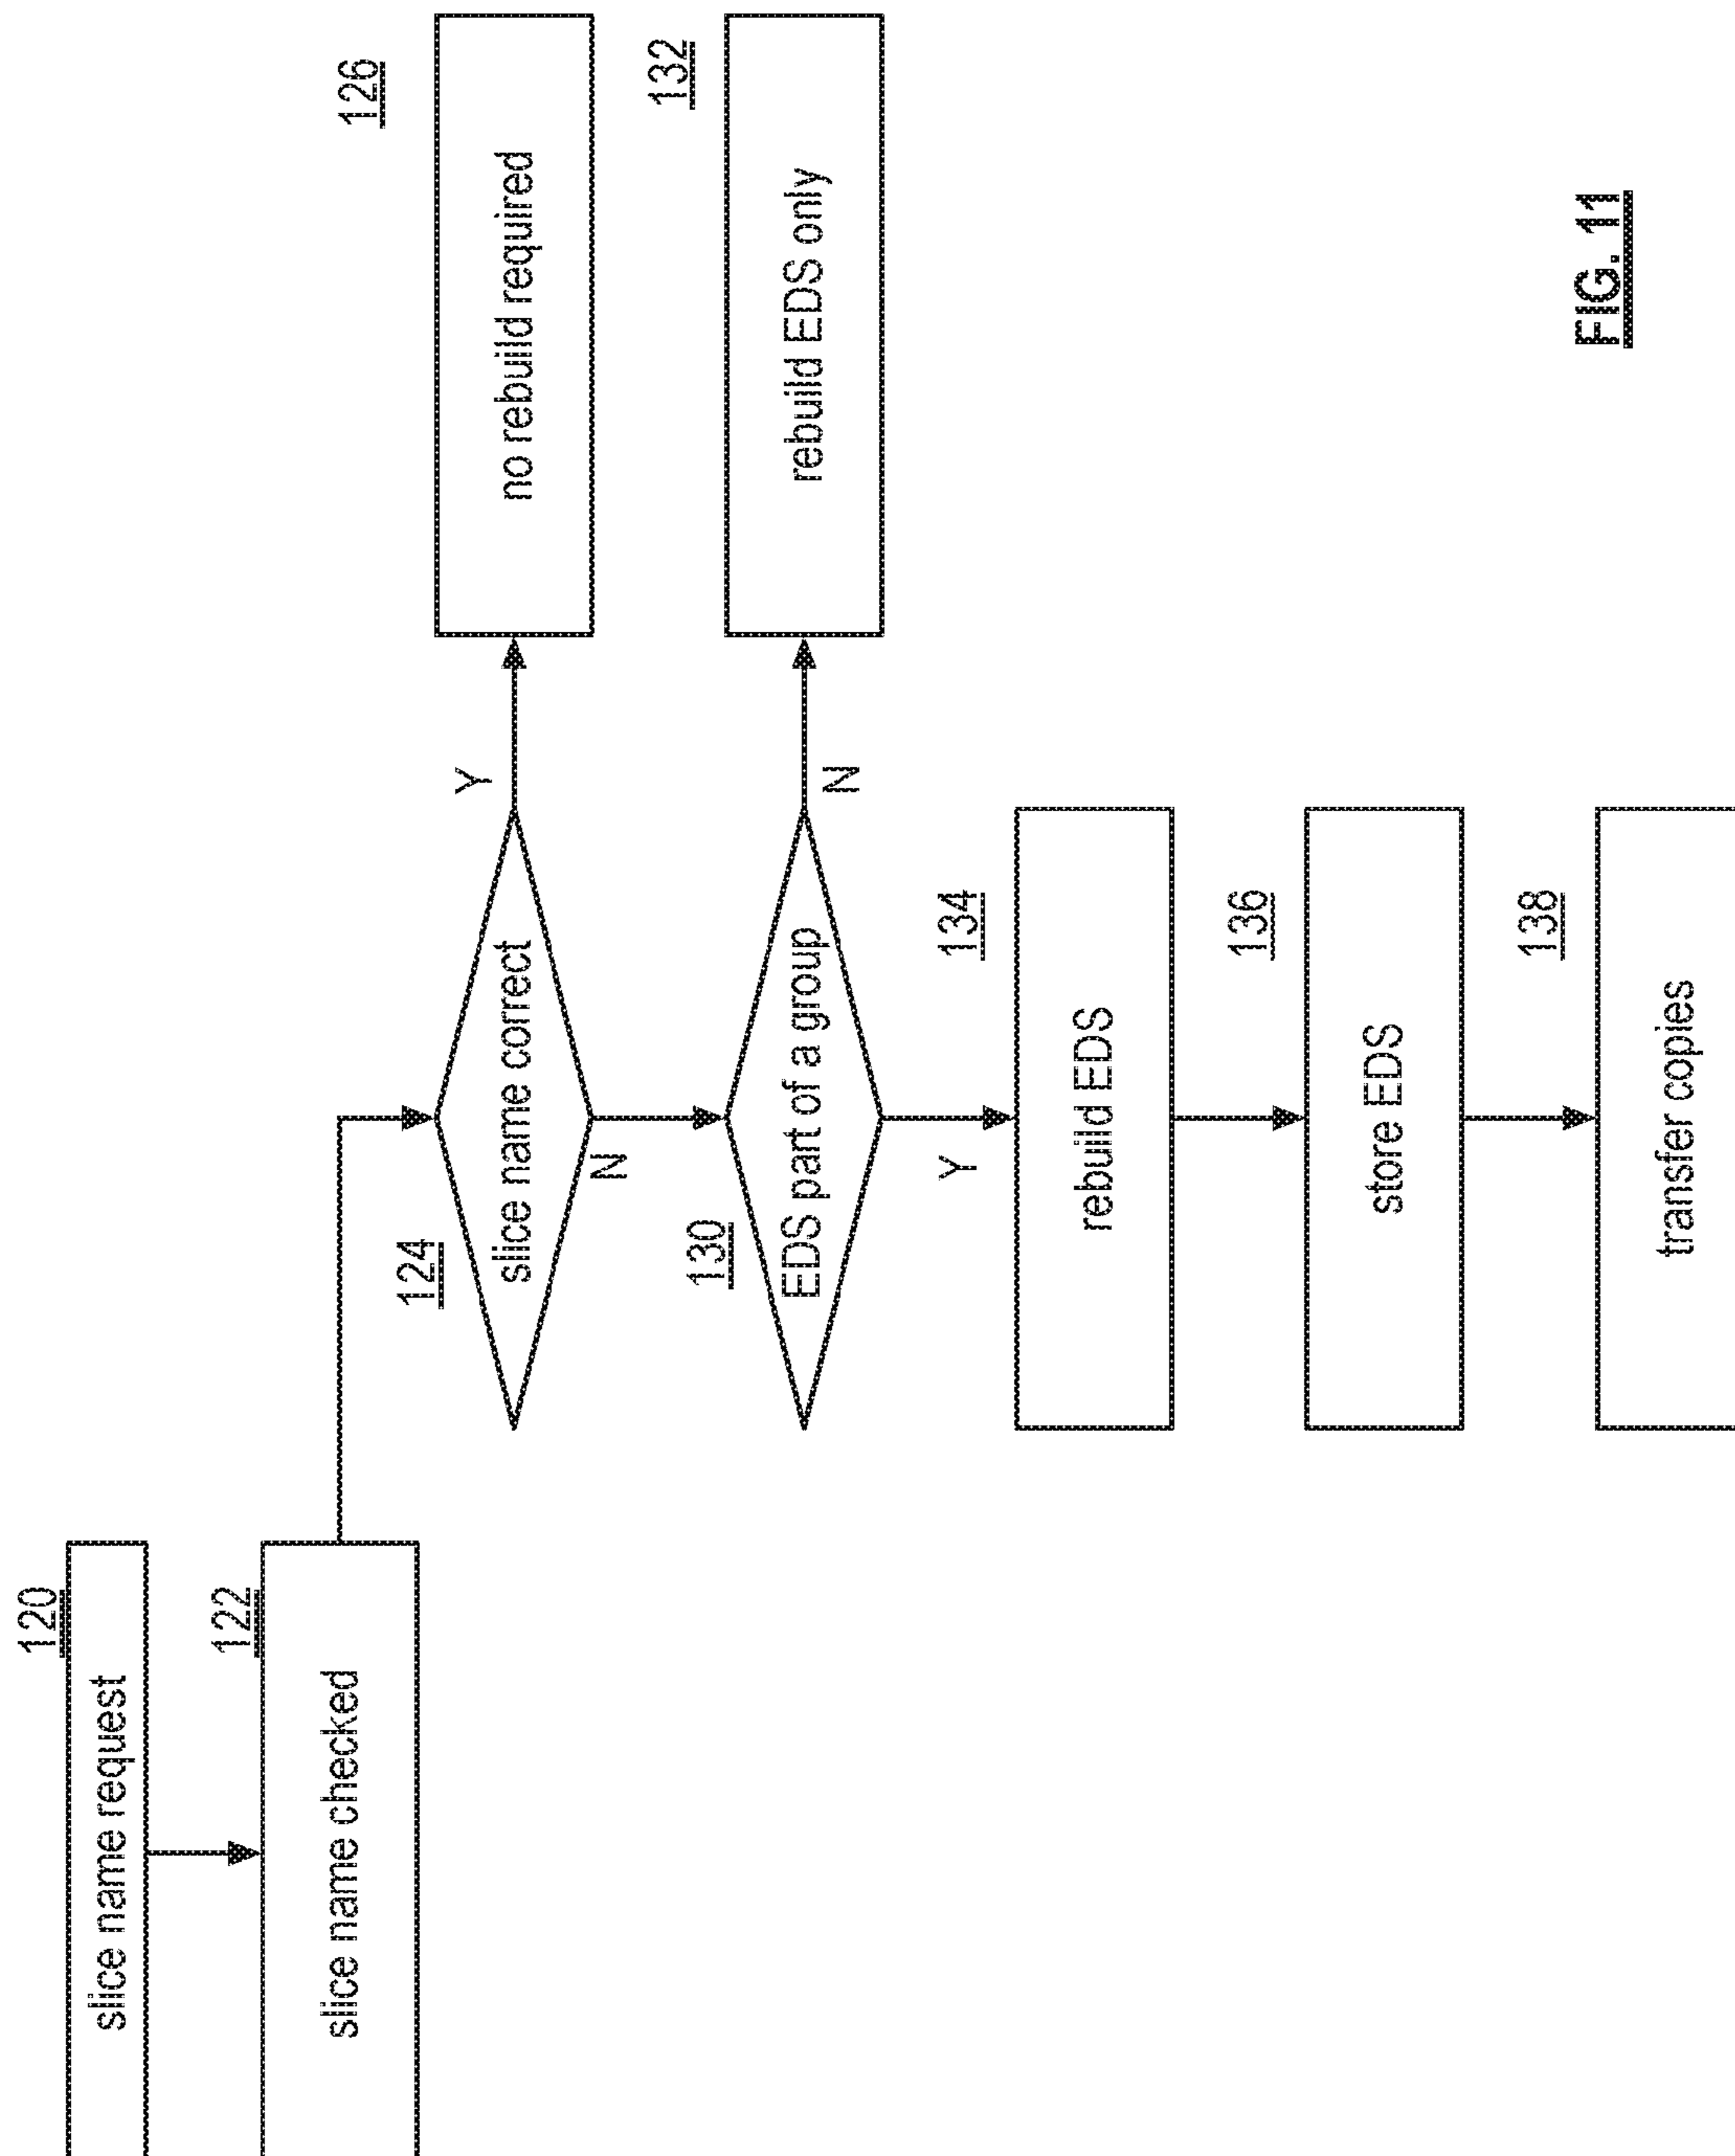 120
slice name request
122
slice name checked
124
slice name correct
Y
126
no rebuild required
N
130
EDS part of a group
N
132
rebuild EDS only
Y
134
rebuild EDS
136
store EDS
138
transfer copies
FIG. 11